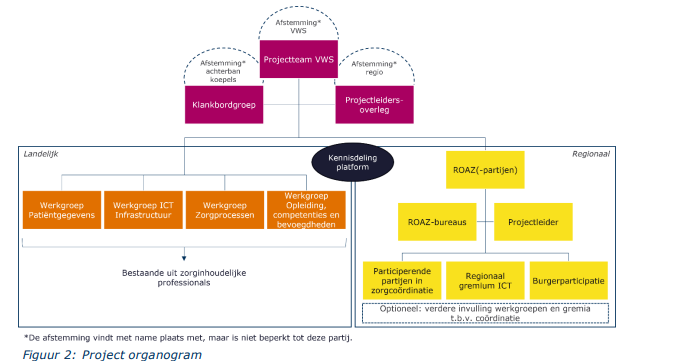 Afstemming*
VWS
Projectteam VWS
Afstemming*
achterban
koepels
Afstemming*
regio
Klankbordgroep
Projectleiders-
overleg
Landelijk
Kennisdeling
platform
Regionaal
ROAZ(-partijen)
Werkgroep
Patiëntgegevens
Werkgroep ICT
Infrastructuur
Werkgroep
Zorgprocessen
Werkgroep
Opleiding,
competenties en
bevoegdheden
ROAZ-bureaus
Projectleider
Bestaande uit zorginhoudelijke
professionals
Participerende
partijen in
zorgcoördinatie
Regionaal
gremium ICT
Burgerparticipatie
Optioneel: verdere invulling werkgroepen en gremia
t.b.v. coördinatie
*De afstemming vindt met name plaats met, maar is niet beperkt tot deze partij.
Figuur 2: Project organogram